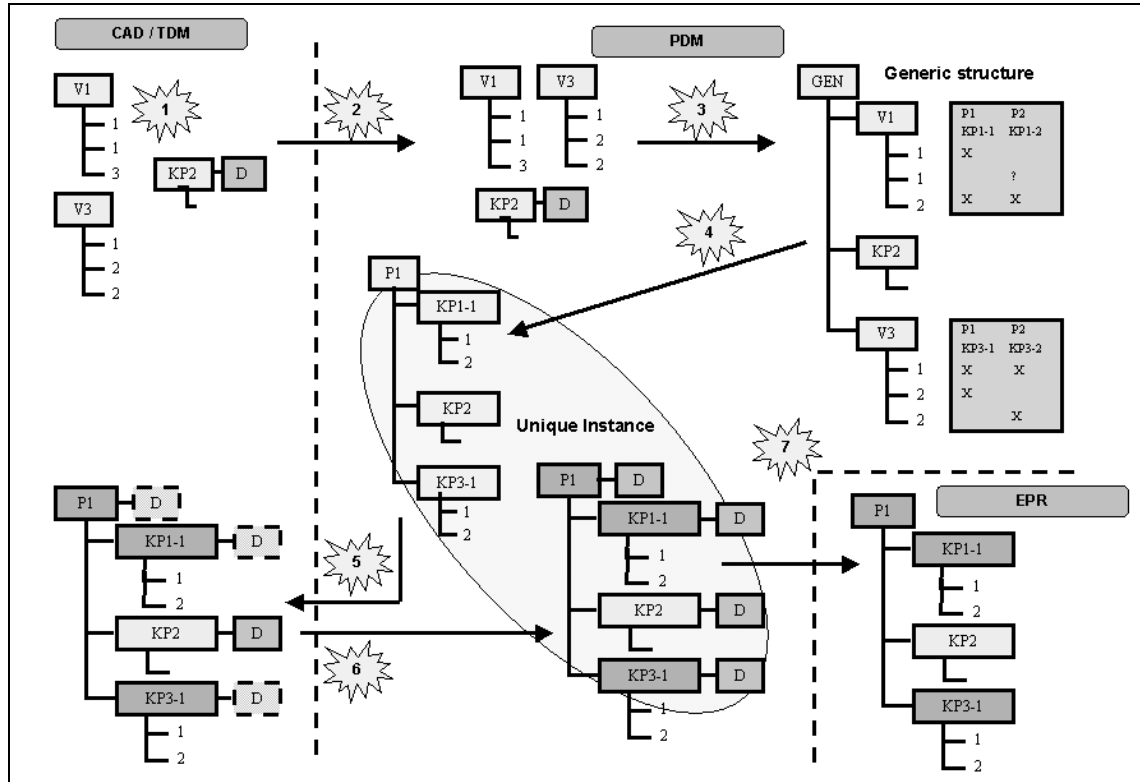 CAD / TDM
V1
1
1
3
1
KP2 D
V3
1
2
2
2
PDM
V1
1
1
3
V3
1
2
2
KP2 D
3
Generic structure
GEN
V1
1
1
2
P1 P2
KP1-1 KP1-2
X
?
X X
KP2
V3
1
2
2
P1 P2
KP3-1 KP3-2
X X
X
X
4
P1
KP1-1
1
2
KP2
KP3-1
1
2
Unique Instance
5
P1 D
KP1-1 D
1
2
KP2 D
KP3-1 D
1
2
6
P1 D
KP1-1 D
1
2
KP2 D
KP3-1 D
1
2
7
EPR
P1
KP1-1
1
2
KP2
KP3-1
1
2